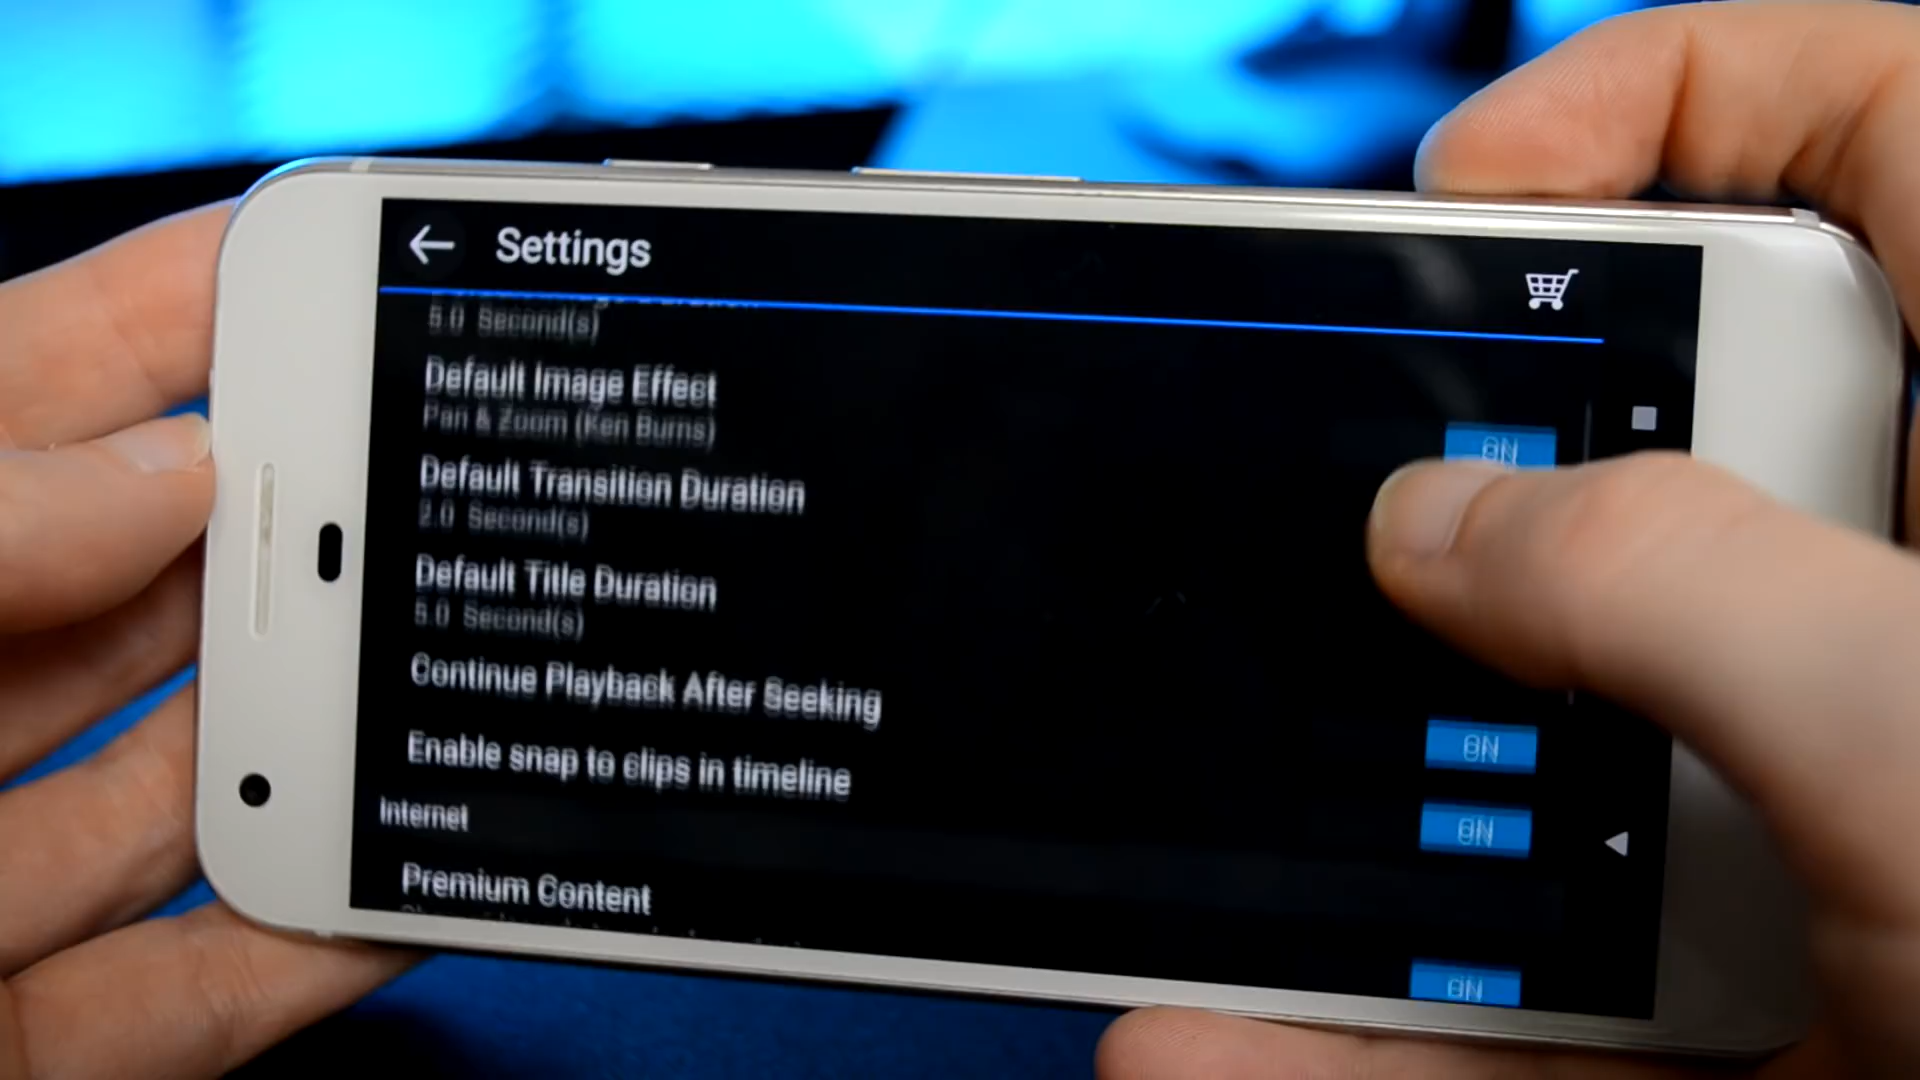 Settings
5.0 Second(s)
Default Image Effect
Pan & Zoom (Ken Burns)
ON
Default Transition Duration
2.0 Second(s)
Default Title Duration
5.0 Second(s)
Continue Playback After Seeking
ON
Enable snap to clips in timeline
ON
Internet
Premium Content
ON